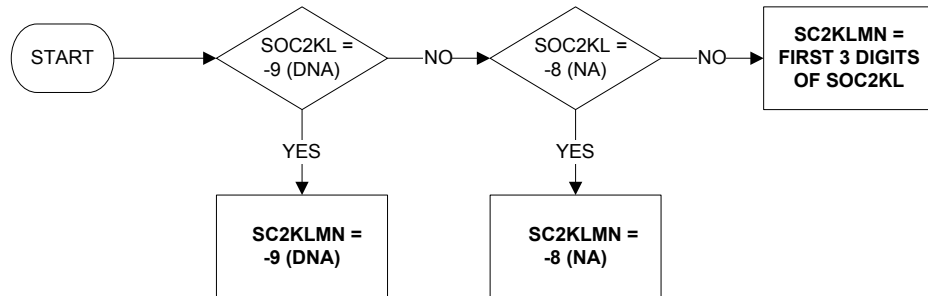 START
SOC2KL =
-9 (DNA)
NO
SOC2KL =
-8 (NA)
NO
SC2KLMN =
FIRST 3 DIGITS
OF SOC2KL
YES
YES
SC2KLMN =
-9 (DNA)
SC2KLMN =
-8 (NA)